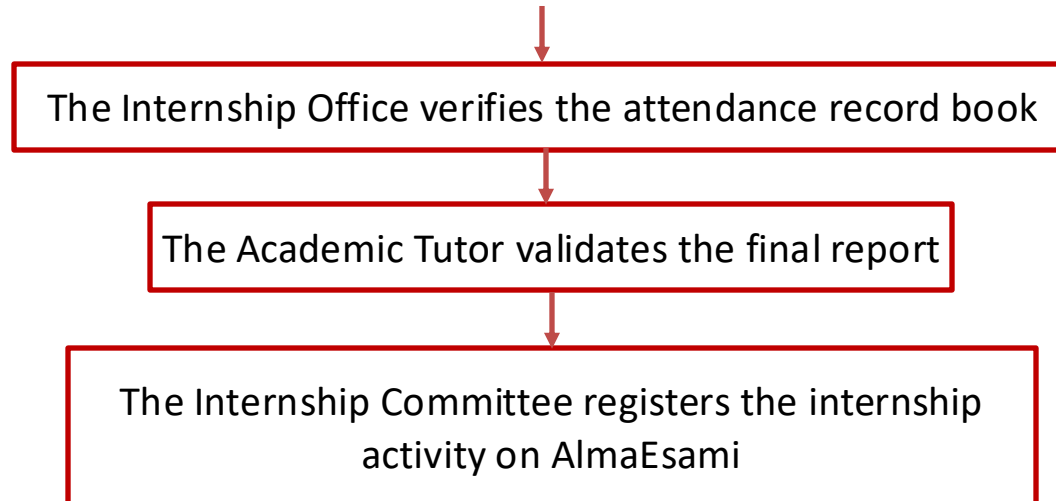 The Internship Office verifies the attendance record book
The Academic Tutor validates the final report
The Internship Committee registers the internship
activity on AlmaEsami